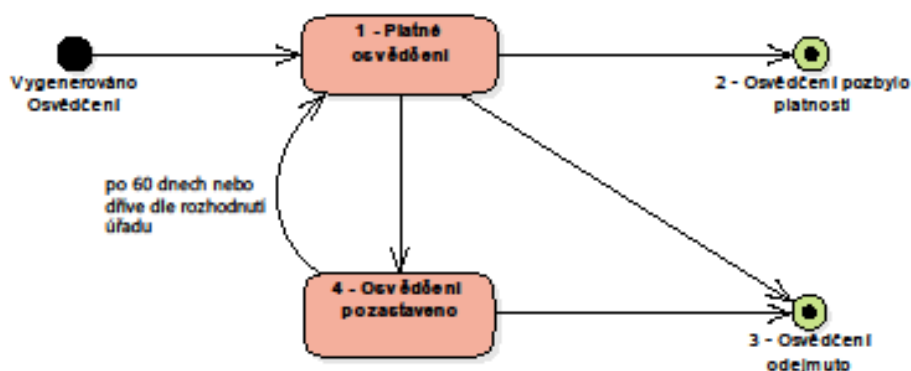 1 - Platné
osvědčení
Vygenerováno
Osvědčení
2 - Osvědčení pozbylo
platnosti
po 60 dnech nebo
dříve dle rozhodnutí
úřadu
4 - Osvědčení
pozastaveno
3 - Osvědčení
odejmuto